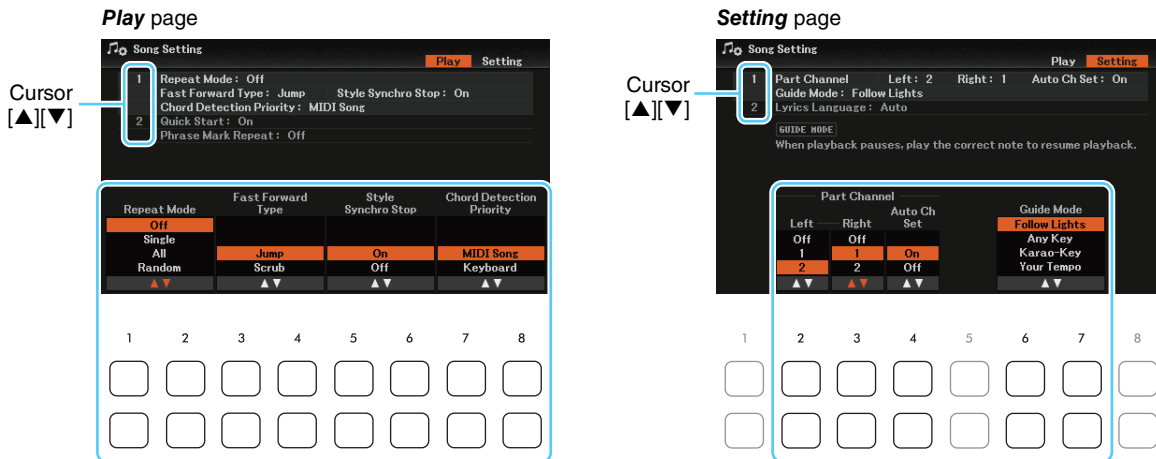 Play page
Song Setting
Play Setting
1 Repeat Mode : Off
Fast Forward Type : Jump Style Synchro Stop : On
Chord Detection Priority : MIDI Song
2 Quick Start : On
Phrase Mark Repeat : Off
Cursor
[▲][▼]
Repeat Mode
Fast Forward
Type
Style
Synchro Stop
Chord Detection
Priority
Off
Single
All Jump On MIDI Song
Random Scrub Off Keyboard
▲▼ ▲▼ ▲▼ ▲▼
1 2 3 4 5 6 7 8
Setting page
Song Setting
Play Setting
1 Part Channel Left : 2 Right : 1 Auto Ch Set : On
Guide Mode : Follow Lights
2 Lyrics Language : Auto
GUIDE MODE
When playback pauses, play the correct note to resume playback.
Cursor
[▲][▼]
Part Channel
Left Right
Auto Ch
Set
Guide Mode
Off Off Follow Lights
Any Key
1 1 On Karao-Key
2 2 Off Your Tempo
▲▼ ▲▼ ▲▼ ▲▼
1 2 3 4 5 6 7 8